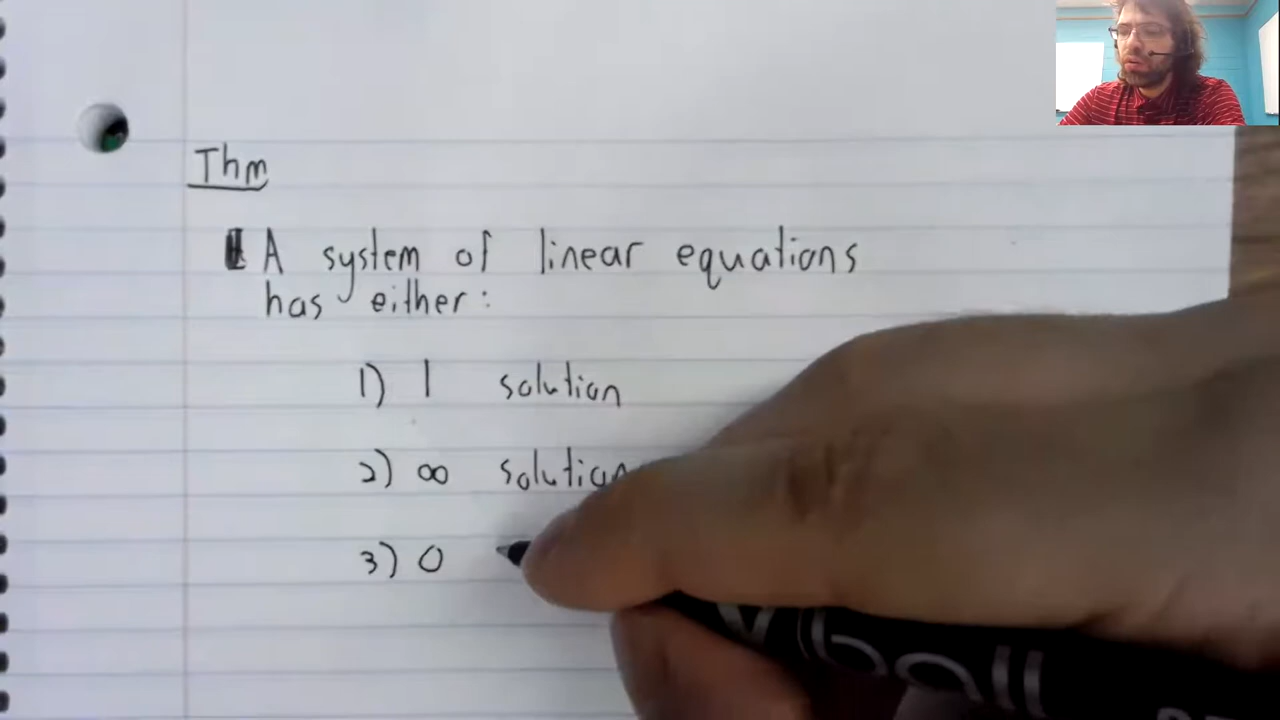 Thm
A system of linear equations
has either:
1) 1 solution
2) ∞ solution
3) 0